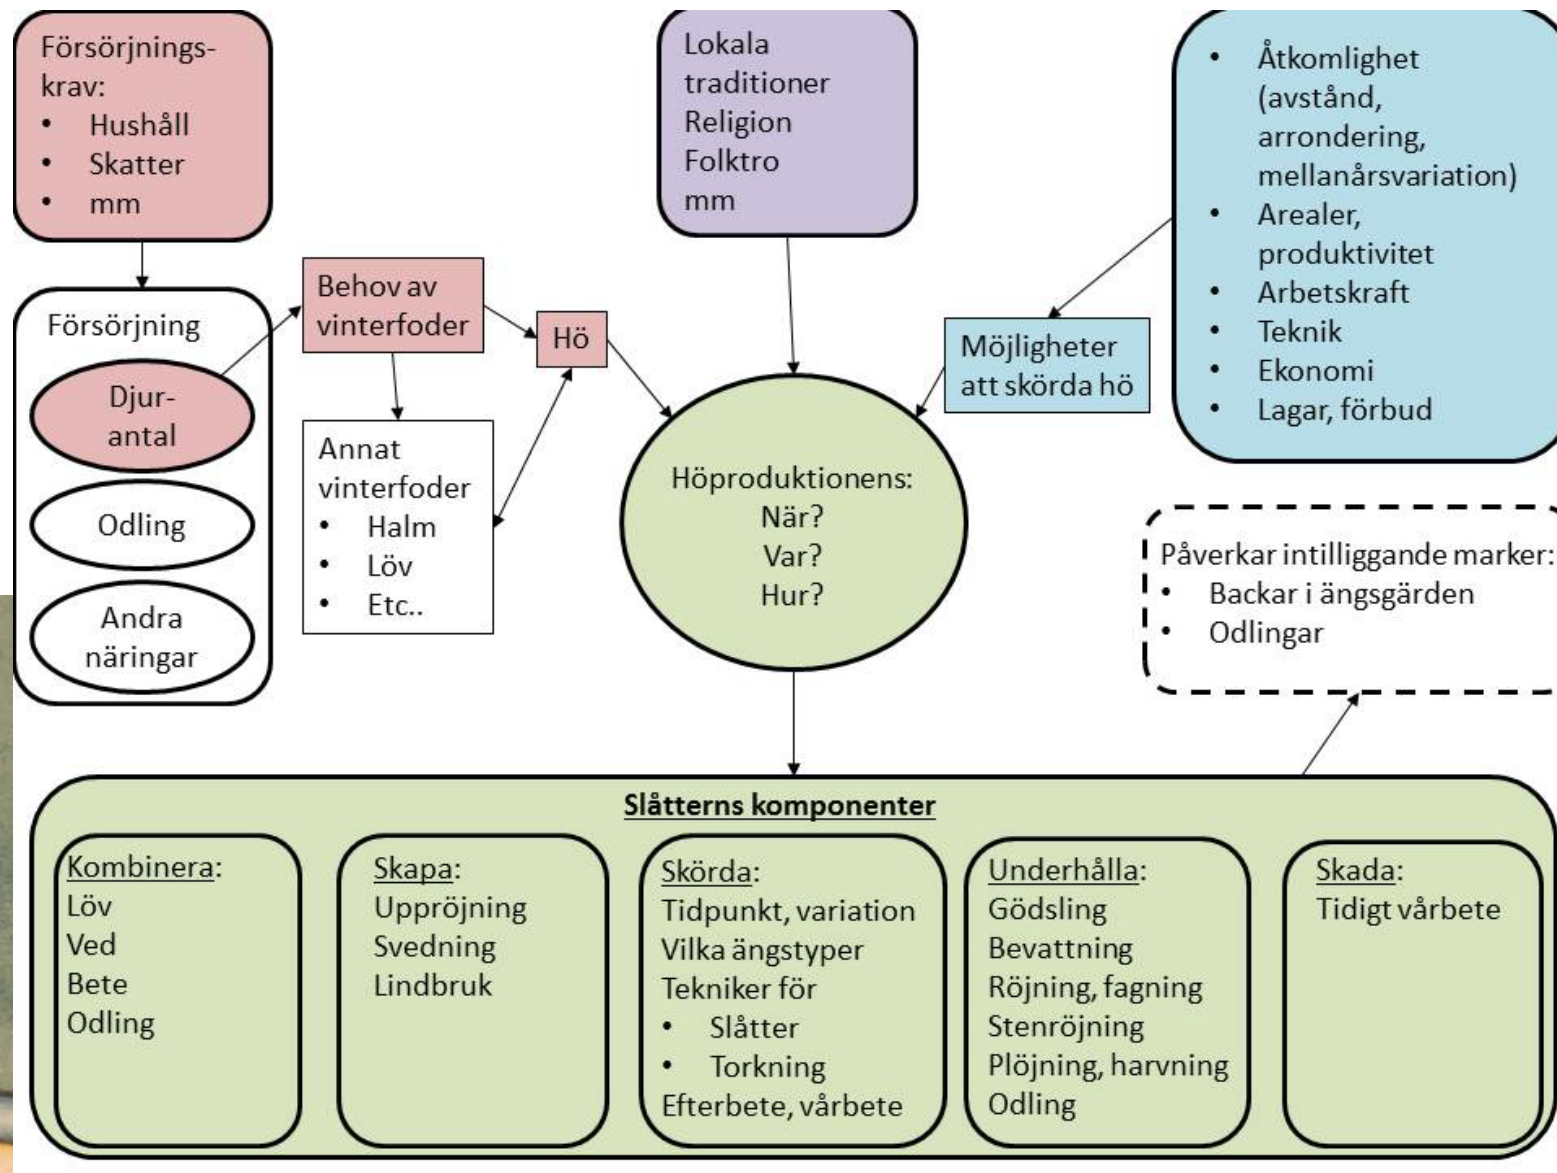 Försörjnings-
krav:
• Hushåll
• Skatter
• mm
Lokala
traditioner
Religion
Folktro
mm
• Åtkomlighet
(avstånd,
arrondering,
mellanårsvariation)
• Arealer,
produktivitet
• Arbetskraft
• Teknik
• Ekonomi
• Lagar, förbud
Försörjning
Djur-
antal
Odling
Andra
näringar
Behov av
vinterfoder
Hö
Annat
vinterfoder
• Halm
• Löv
• Etc..
Möjligheter
att skörda hö
Höproduktionens:
När?
Var?
Hur?
Påverkar intilliggande marker:
• Backar i ängsgärden
• Odlingar
Slåtterns komponenter
Kombinera:
Löv
Ved
Bete
Odling
Skapa:
Uppröjning
Svedning
Lindbruk
Skörda:
Tidpunkt, variation
Vilka ängstyper
Tekniker för
• Slåtter
• Torkning
Efterbete, vårbete
Underhålla:
Gödsling
Bevattning
Röjning, fagning
Stenröjning
Plöjning, harvning
Odling
Skada:
Tidigt vårbete